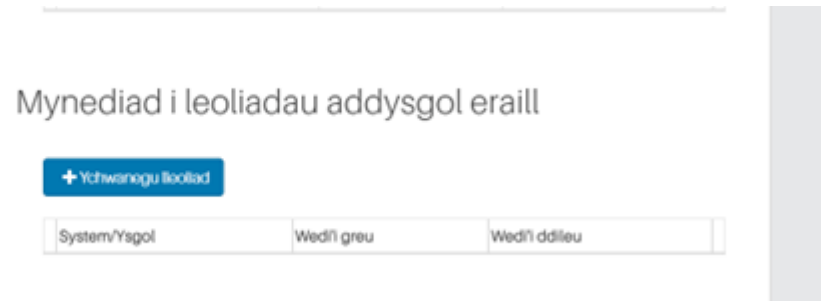 Mynediad i leoliadau addysgol eraill
+ Ychwanegu lleoliad
System/Ysgol Wedi'i greu Wedi'i ddileu